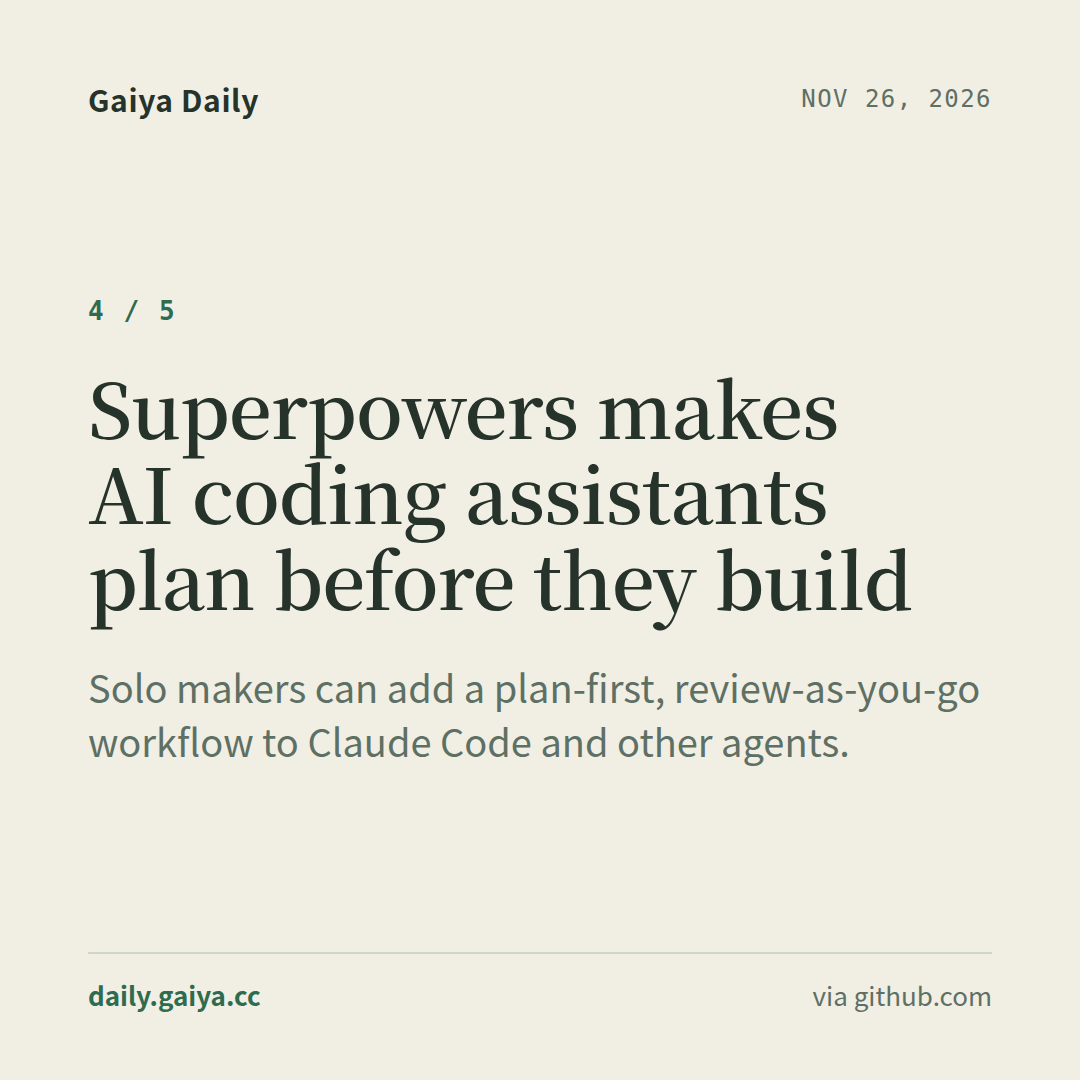 Gaiya Daily
NOV 26, 2026
4 / 5
Superpowers makes
AI coding assistants
plan before they build
Solo makers can add a plan-first, review-as-you-go
workflow to Claude Code and other agents.
daily.gaiya.cc
via github.com